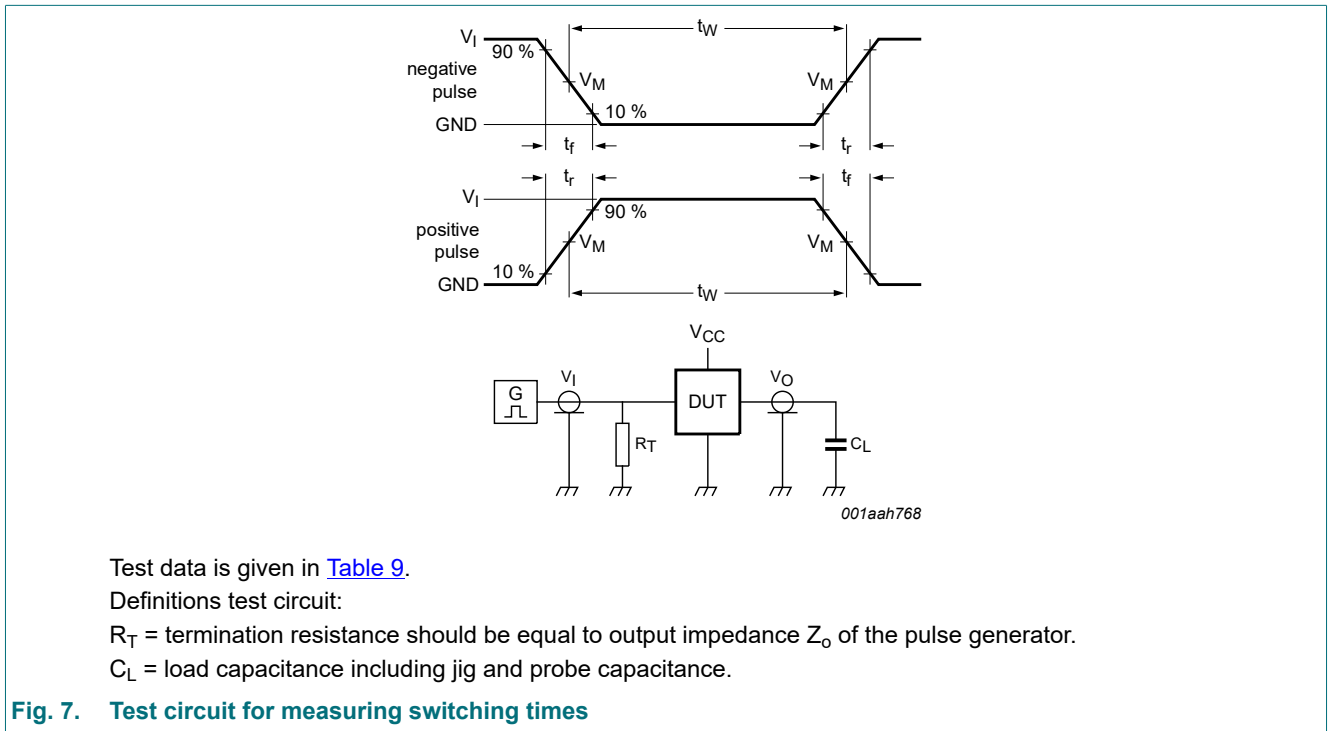 tW
VI
90 %
negative
pulse
VM
VM
10 %
GND
tf
tr
tr
tf
VI
90 %
positive
pulse
VM
VM
10 %
GND
tW
VCC
G
VI
DUT
VO
RT
CL
001aah768
Test data is given in Table 9.
Definitions test circuit:
RT = termination resistance should be equal to output impedance Zo of the pulse generator.
CL = load capacitance including jig and probe capacitance.
Fig. 7. Test circuit for measuring switching times